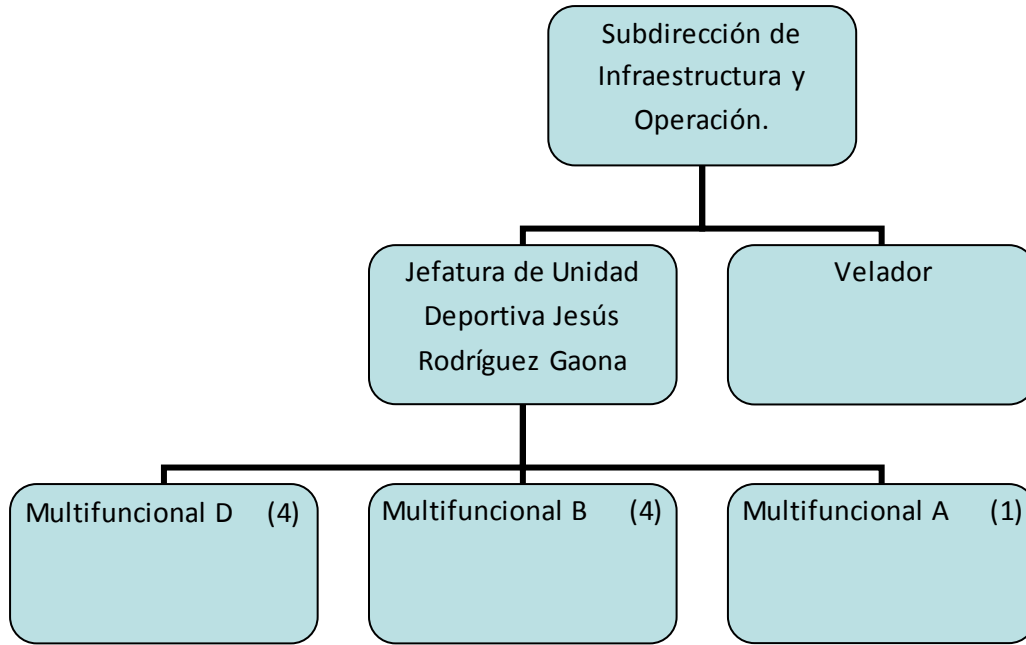 Subdirección de
Infraestructura y
Operación.
Jefatura de Unidad
Deportiva Jesús
Rodríguez Gaona
Velador
Multifuncional D (4)
Multifuncional B (4)
Multifuncional A (1)